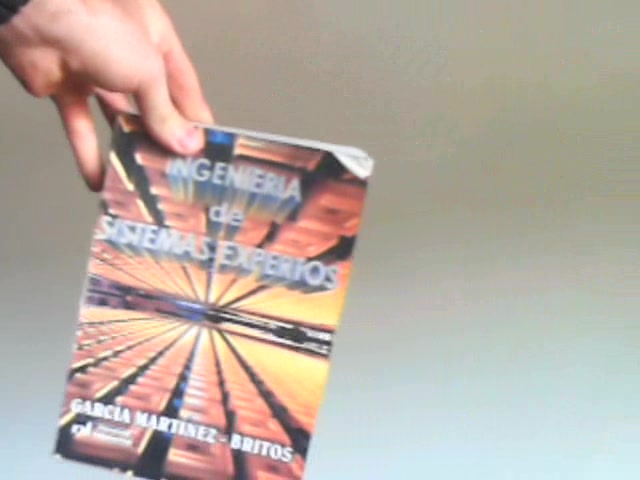 INGENIERIA
de
SISTEMAS EXPERTOS
GARCIA MARTINEZ - BRITOS